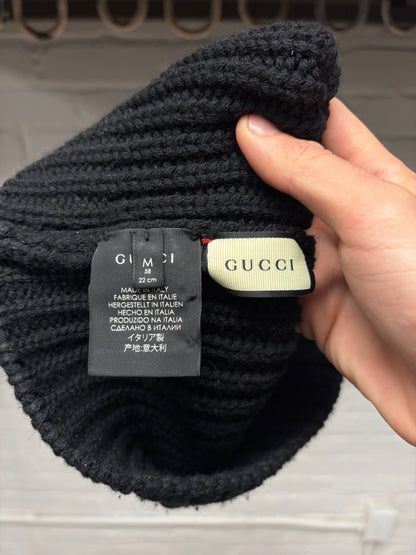 GUCCI
M
58
22 cm
MADE IN ITALY
FABRIQUE EN ITALIE
HERGESTELLT IN ITALIEN
HECHO EN ITALIA
PRODUZIDO NA ITALIA
СДЕЛАНО В ИТАЛИИ
イタリア製
产地:意大利
GUCCI